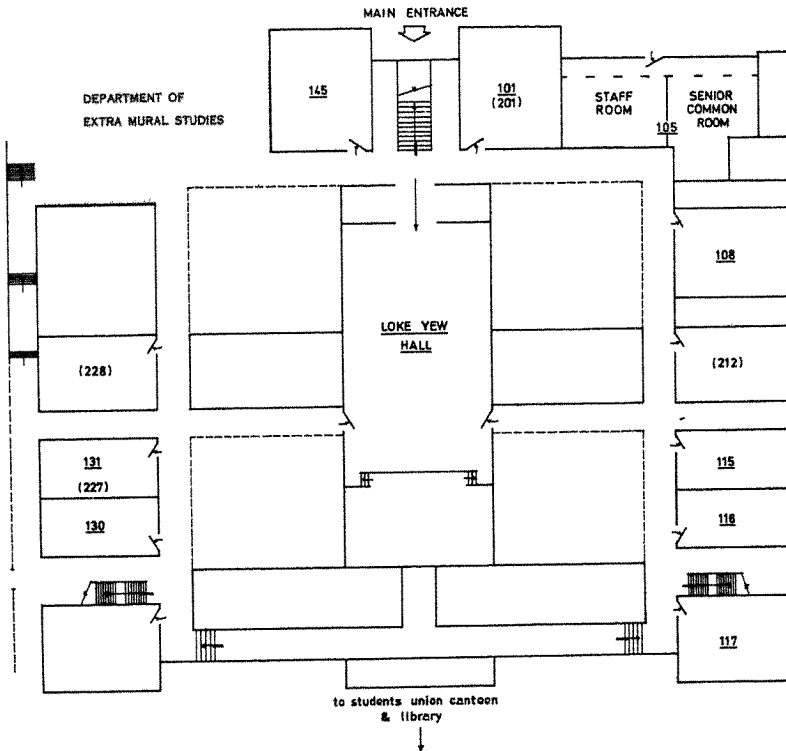 MAIN ENTRANCE
145
101
(201)
DEPARTMENT OF
EXTRA MURAL STUDIES
STAFF
ROOM
105
SENIOR
COMMON
ROOM
108
LOKE YEW
HALL
(228)
(212)
131
(227)
130
115
116
117
to students union canteen
& library